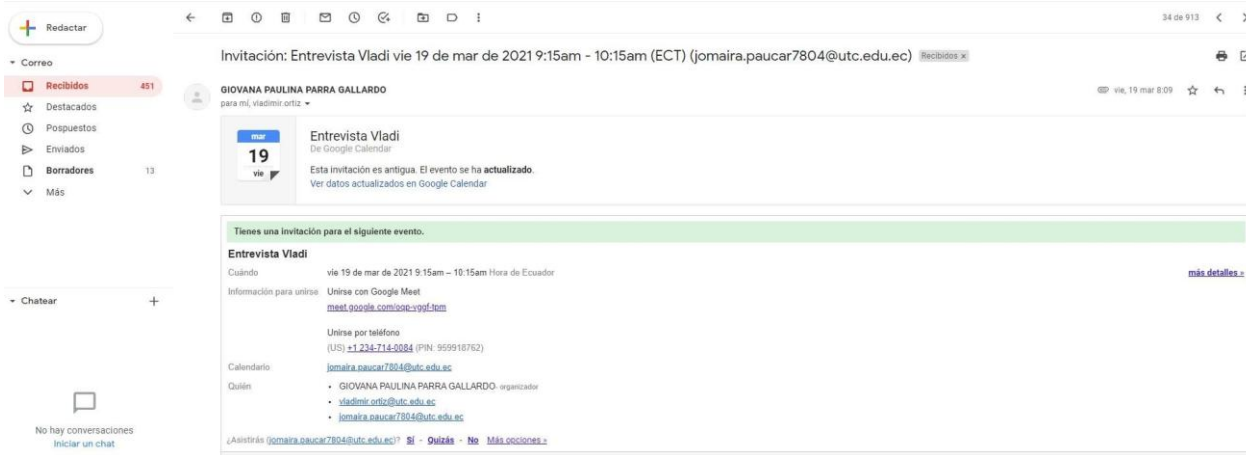 Redactar
34 de 913
Invitación: Entrevista Vladi vie 19 de mar de 2021 9:15am - 10:15am (ECT) (jomaira.paucar7804@utc.edu.ec) Recibidos x
Correo
Recibidos 451
Destacados
Pospuestos
Enviados
Borradores 13
Más
GIOVANA PAULINA PARRA GALLARDO
vie, 19 mar 8:09
para mí, vladimir.ortiz
mar
19
vie
Entrevista Vladi
De Google Calendar
Esta invitación es antigua. El evento se ha actualizado.
Ver datos actualizados en Google Calendar
Tienes una invitación para el siguiente evento.
Entrevista Vladi
Cuándo vie 19 de mar de 2021 9:15am – 10:15am Hora de Ecuador
más detalles »
Información para unirse Unirse con Google Meet
meet.google.com/oqp-vggf-tpm
Unirse por teléfono
(US) +1 234-714-0084 (PIN: 959918762)
Calendario jomaira.paucar7804@utc.edu.ec
Quién • GIOVANA PAULINA PARRA GALLARDO- organizador
• vladimir.ortiz@utc.edu.ec
• jomaira.paucar7804@utc.edu.ec
¿Asistirás (jomaira.paucar7804@utc.edu.ec)? Sí - Quizás - No Más opciones »
Chatear
No hay conversaciones
Iniciar un chat